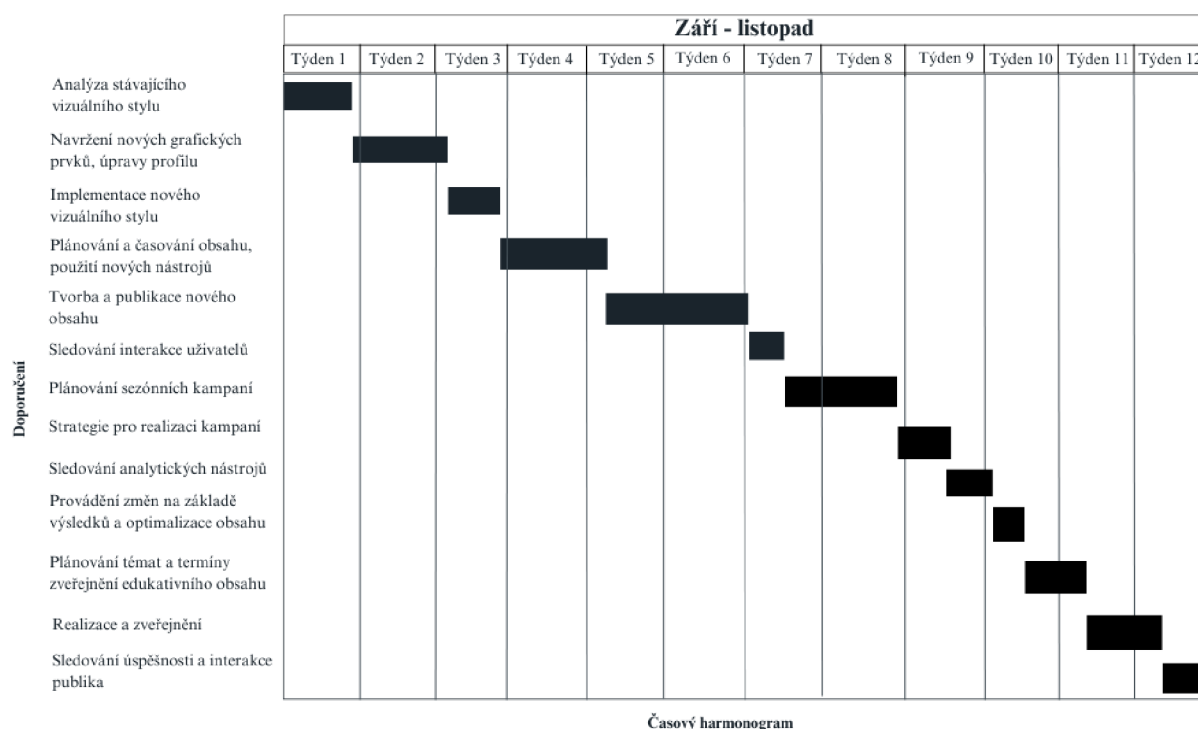 Září - listopad
Týden 1 Týden 2 Týden 3 Týden 4 Týden 5 Týden 6 Týden 7 Týden 8 Týden 9 Týden 10 Týden 11 Týden 12
Analýza stávajícího
vizuálního stylu
Navržení nových grafických
prvků, úpravy profilu
Implementace nového
vizuálního stylu
Plánování a časování obsahu,
použití nových nástrojů
Tvorba a publikace nového
obsahu
Sledování interakce uživatelů
Plánování sezónních kampaní
Strategie pro realizaci kampaní
Sledování analytických nástrojů
Provádění změn na základě
výsledků a optimalizace obsahu
Plánování témat a termíny
zveřejnění edukativního obsahu
Realizace a zveřejnění
Sledování úspěšnosti a interakce
publika
Doporučení
Časový harmonogram